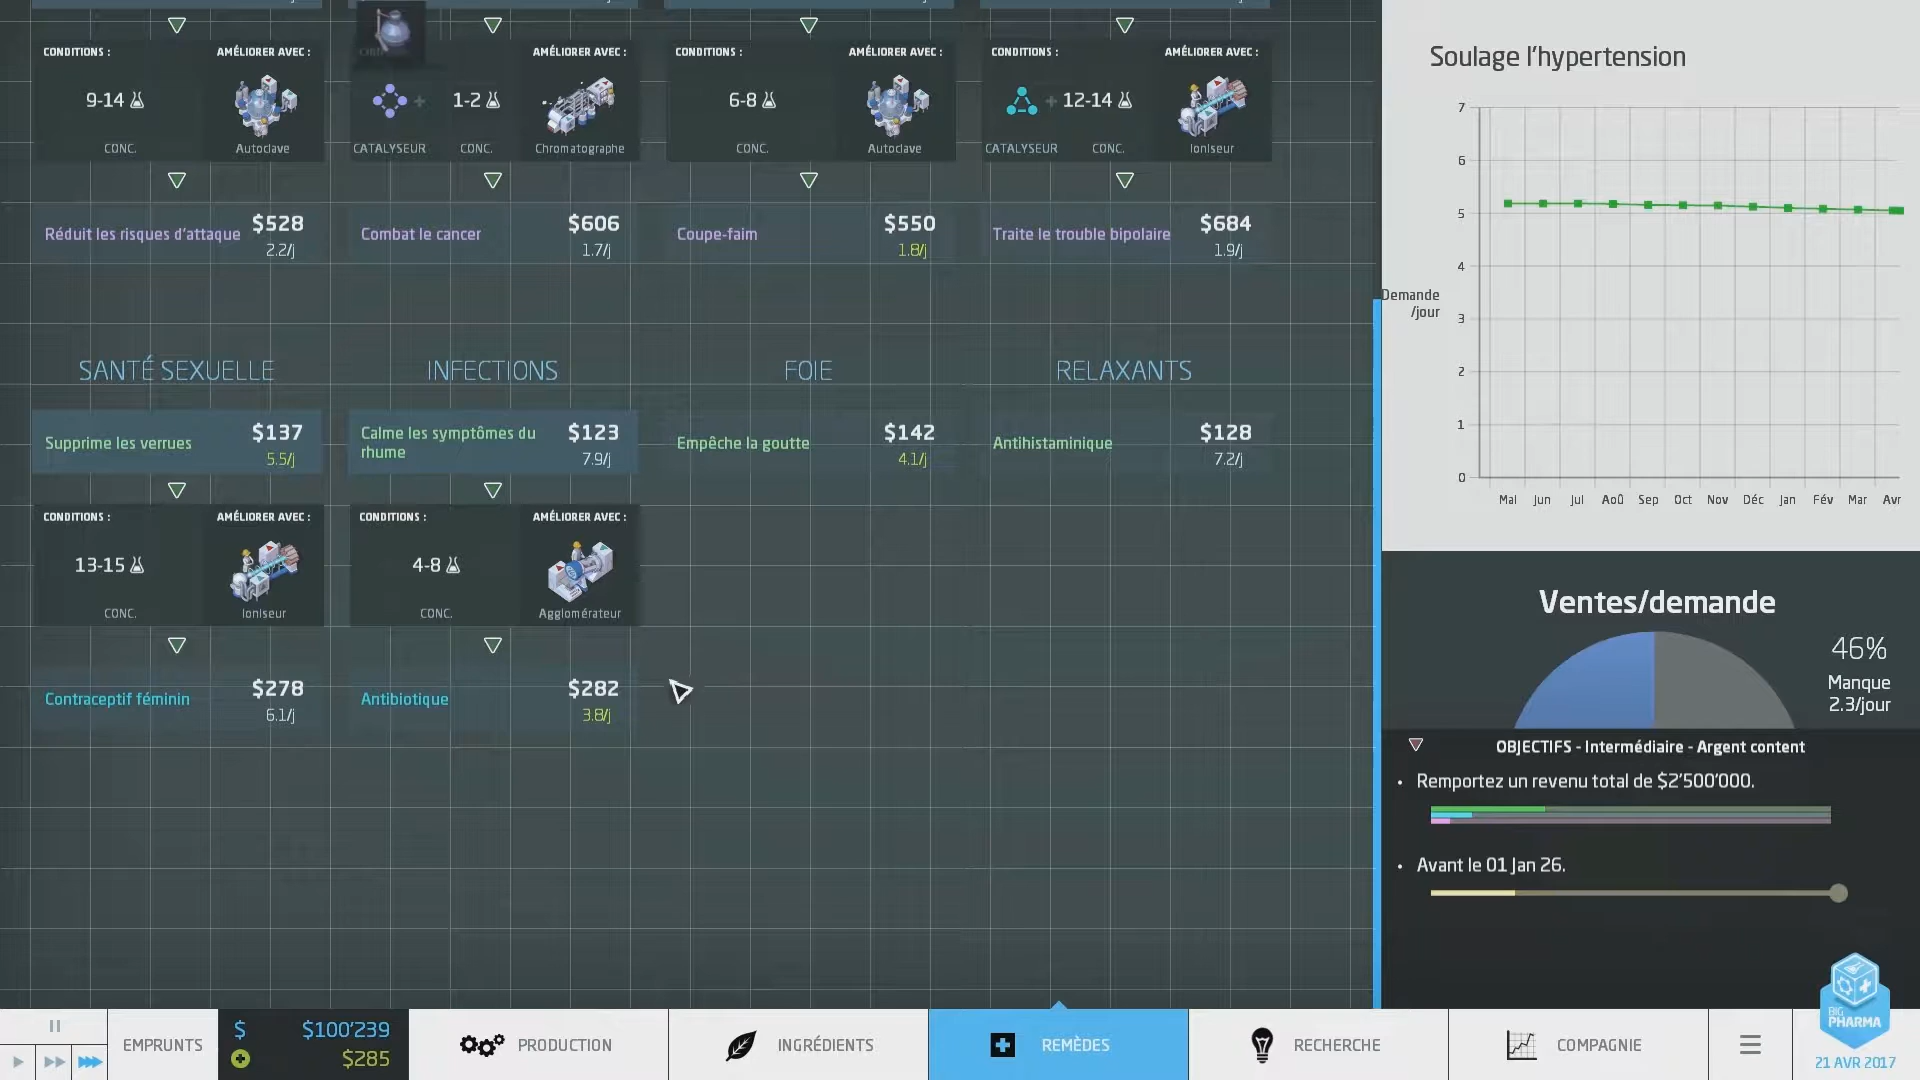 CONDITIONS :
AMÉLIORER AVEC :
AMÉLIORER AVEC :
CONDITIONS :
AMÉLIORER AVEC :
CONDITIONS :
AMÉLIORER AVEC :
9-14
+ 1-2
6-8
+ 12-14
CONC.
Autoclave
CATALYSEUR
CONC.
Chromatographe
CONC.
Autoclave
CATALYSEUR
CONC.
Ioniseur
Réduit les risques d'attaque
$528
2.2/j
Combat le cancer
$606
1.7/j
Coupe-faim
$550
1.8/j
Traite le trouble bipolaire
$684
1.9/j
SANTÉ SEXUELLE
INFECTIONS
FOIE
RELAXANTS
Supprime les verrues
$137
5.5/j
Calme les symptômes du
rhume
$123
7.9/j
Empêche la goutte
$142
4.1/j
Antihistaminique
$128
7.2/j
CONDITIONS :
AMÉLIORER AVEC :
13-15
CONC.
Ioniseur
CONDITIONS :
AMÉLIORER AVEC :
4-8
CONC.
Agglomérateur
Contraceptif féminin
$278
6.1/j
Antibiotique
$282
3.8/j
Soulage l'hypertension
7
6
5
4
Demande
/jour
3
2
1
0
Mai Jun Jul Aoû Sep Oct Nov Déc Jan Fév Mar Avr
Ventes/demande
46%
Manque
2.3/jour
OBJECTIFS - Intermédiaire - Argent content
• Remportez un revenu total de $2'500'000.
• Avant le 01 Jan 26.
EMPRUNTS
$ $100'239
$285
PRODUCTION
INGRÉDIENTS
REMÈDES
RECHERCHE
COMPAGNIE
BIG
PHARMA
21 AVR 2017